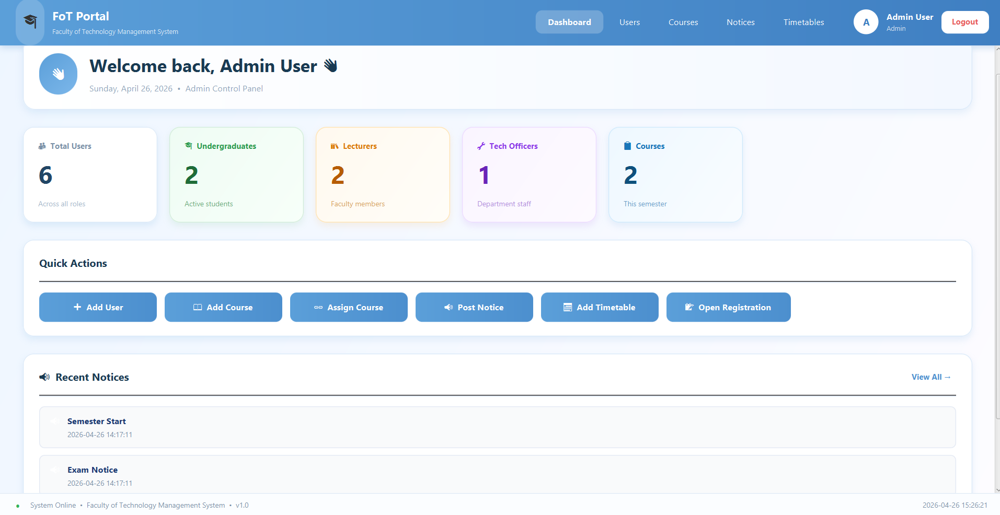 FoT Portal
Faculty of Technology Management System
Dashboard
Users
Courses
Notices
Timetables
A
Admin User
Admin
Logout
Welcome back, Admin User 👋
Sunday, April 26, 2026 • Admin Control Panel
Total Users
6
Across all roles
Undergraduates
2
Active students
Lecturers
2
Faculty members
Tech Officers
1
Department staff
Courses
2
This semester
Quick Actions
+ Add User
Add Course
Assign Course
Post Notice
Add Timetable
Open Registration
Recent Notices
View All →
Semester Start
2026-04-26 14:17:11
Exam Notice
2026-04-26 14:17:11
System Online • Faculty of Technology Management System • v1.0
2026-04-26 15:26:21